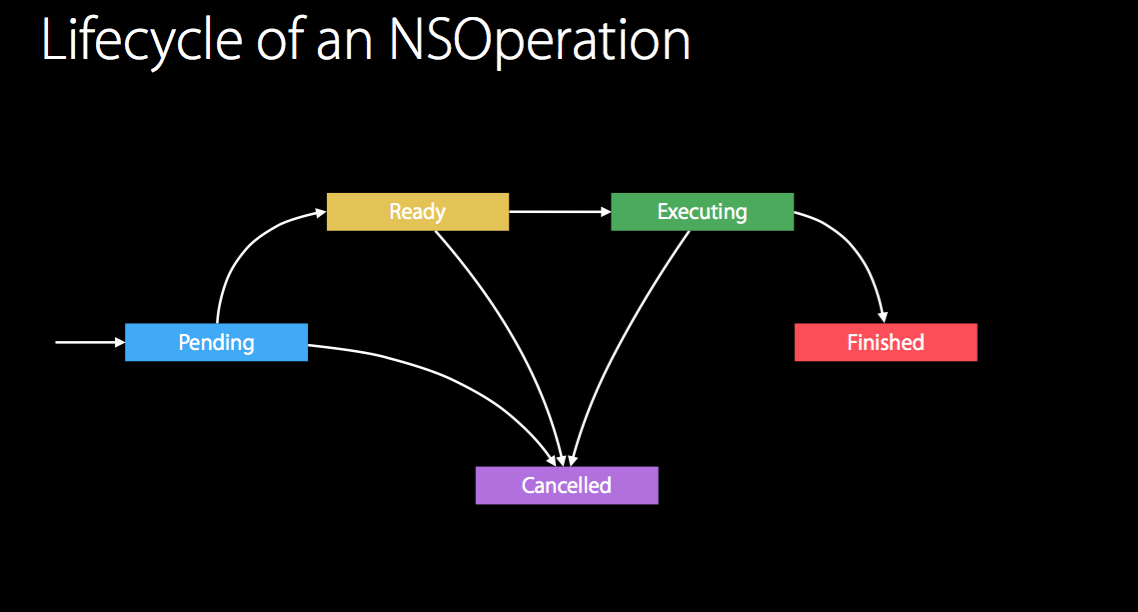 Lifecycle of an NSOperation
Ready
Executing
Pending
Finished
Cancelled